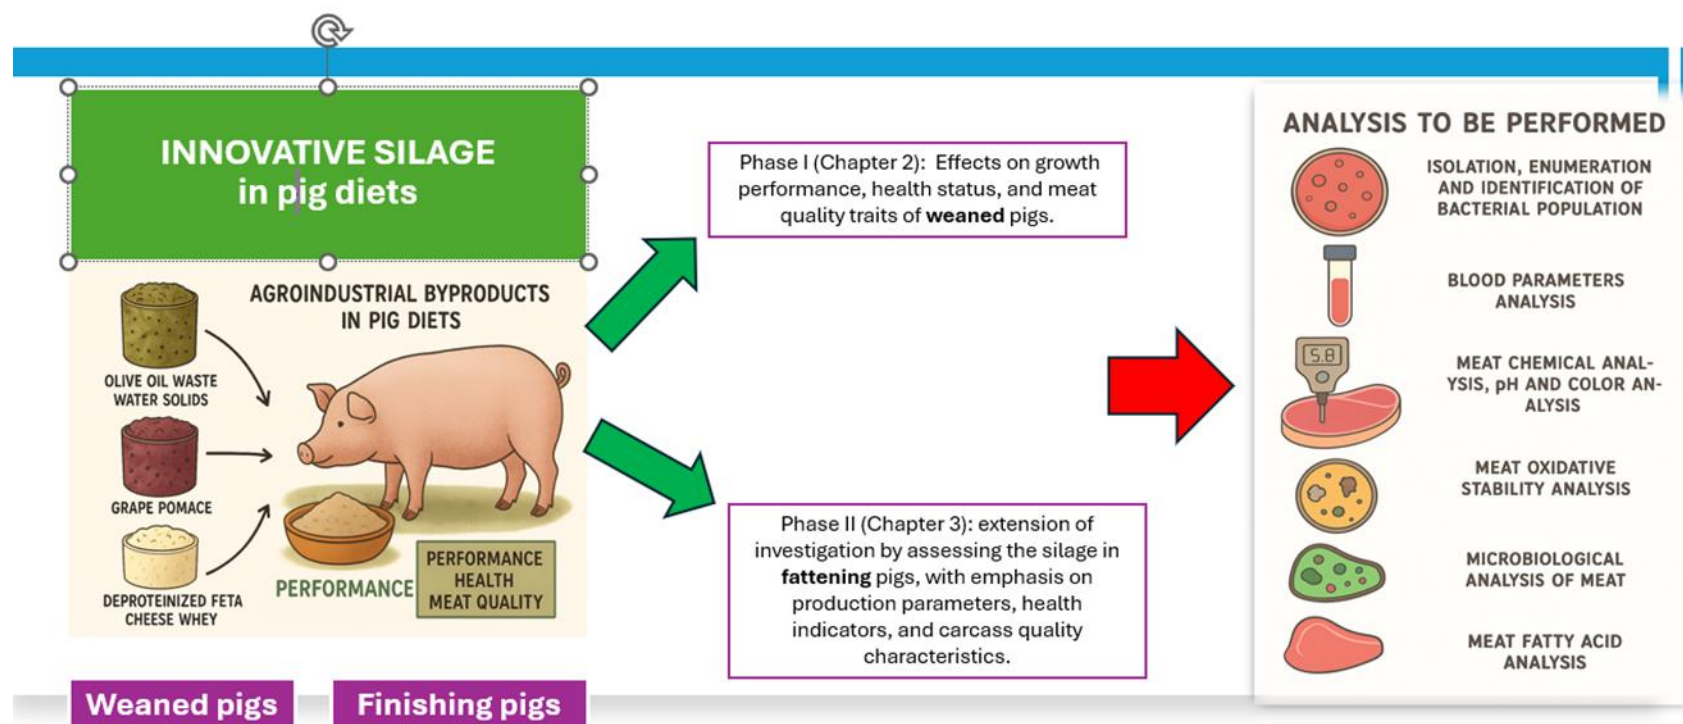 INNOVATIVE SILAGE
in pig diets
AGROINDUSTRIAL BYPRODUCTS
IN PIG DIETS
OLIVE OIL WASTE
WATER SOLIDS
GRAPE POMACE
DEPROTEINIZED FETA
CHEESE WHEY
PERFORMANCE
PERFORMANCE
HEALTH
MEAT QUALITY
Weaned pigs
Finishing pigs
Phase I (Chapter 2): Effects on growth
performance, health status, and meat
quality traits of weaned pigs.
Phase II (Chapter 3): extension of
investigation by assessing the silage in
fattening pigs, with emphasis on
production parameters, health
indicators, and carcass quality
characteristics.
ANALYSIS TO BE PERFORMED
ISOLATION, ENUMERATION
AND IDENTIFICATION OF
BACTERIAL POPULATION
BLOOD PARAMETERS
ANALYSIS
5.8
MEAT CHEMICAL ANAL-
YSIS, pH AND COLOR AN-
ALYSIS
MEAT OXIDATIVE
STABILITY ANALYSIS
MICROBIOLOGICAL
ANALYSIS OF MEAT
MEAT FATTY ACID
ANALYSIS